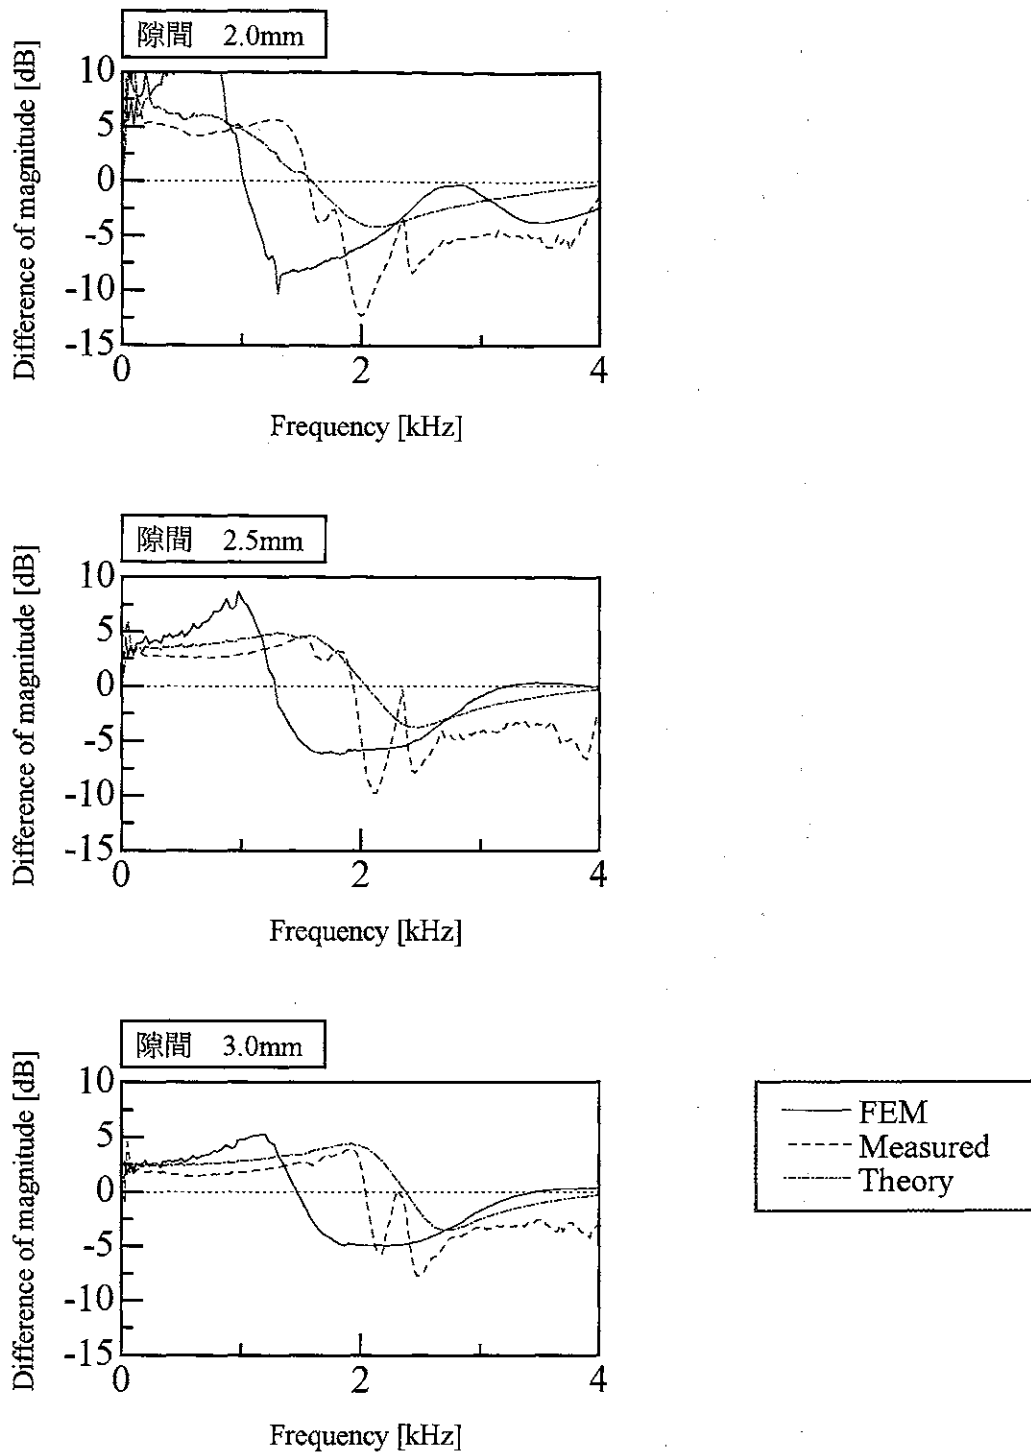 隙間 2.0mm
Difference of magnitude [dB]
10
5
0
-5
-10
-15
0 2 4
Frequency [kHz]
隙間 2.5mm
Difference of magnitude [dB]
10
5
0
-5
-10
-15
0 2 4
Frequency [kHz]
隙間 3.0mm
Difference of magnitude [dB]
10
5
0
-5
-10
-15
0 2 4
Frequency [kHz]
FEM
Measured
Theory